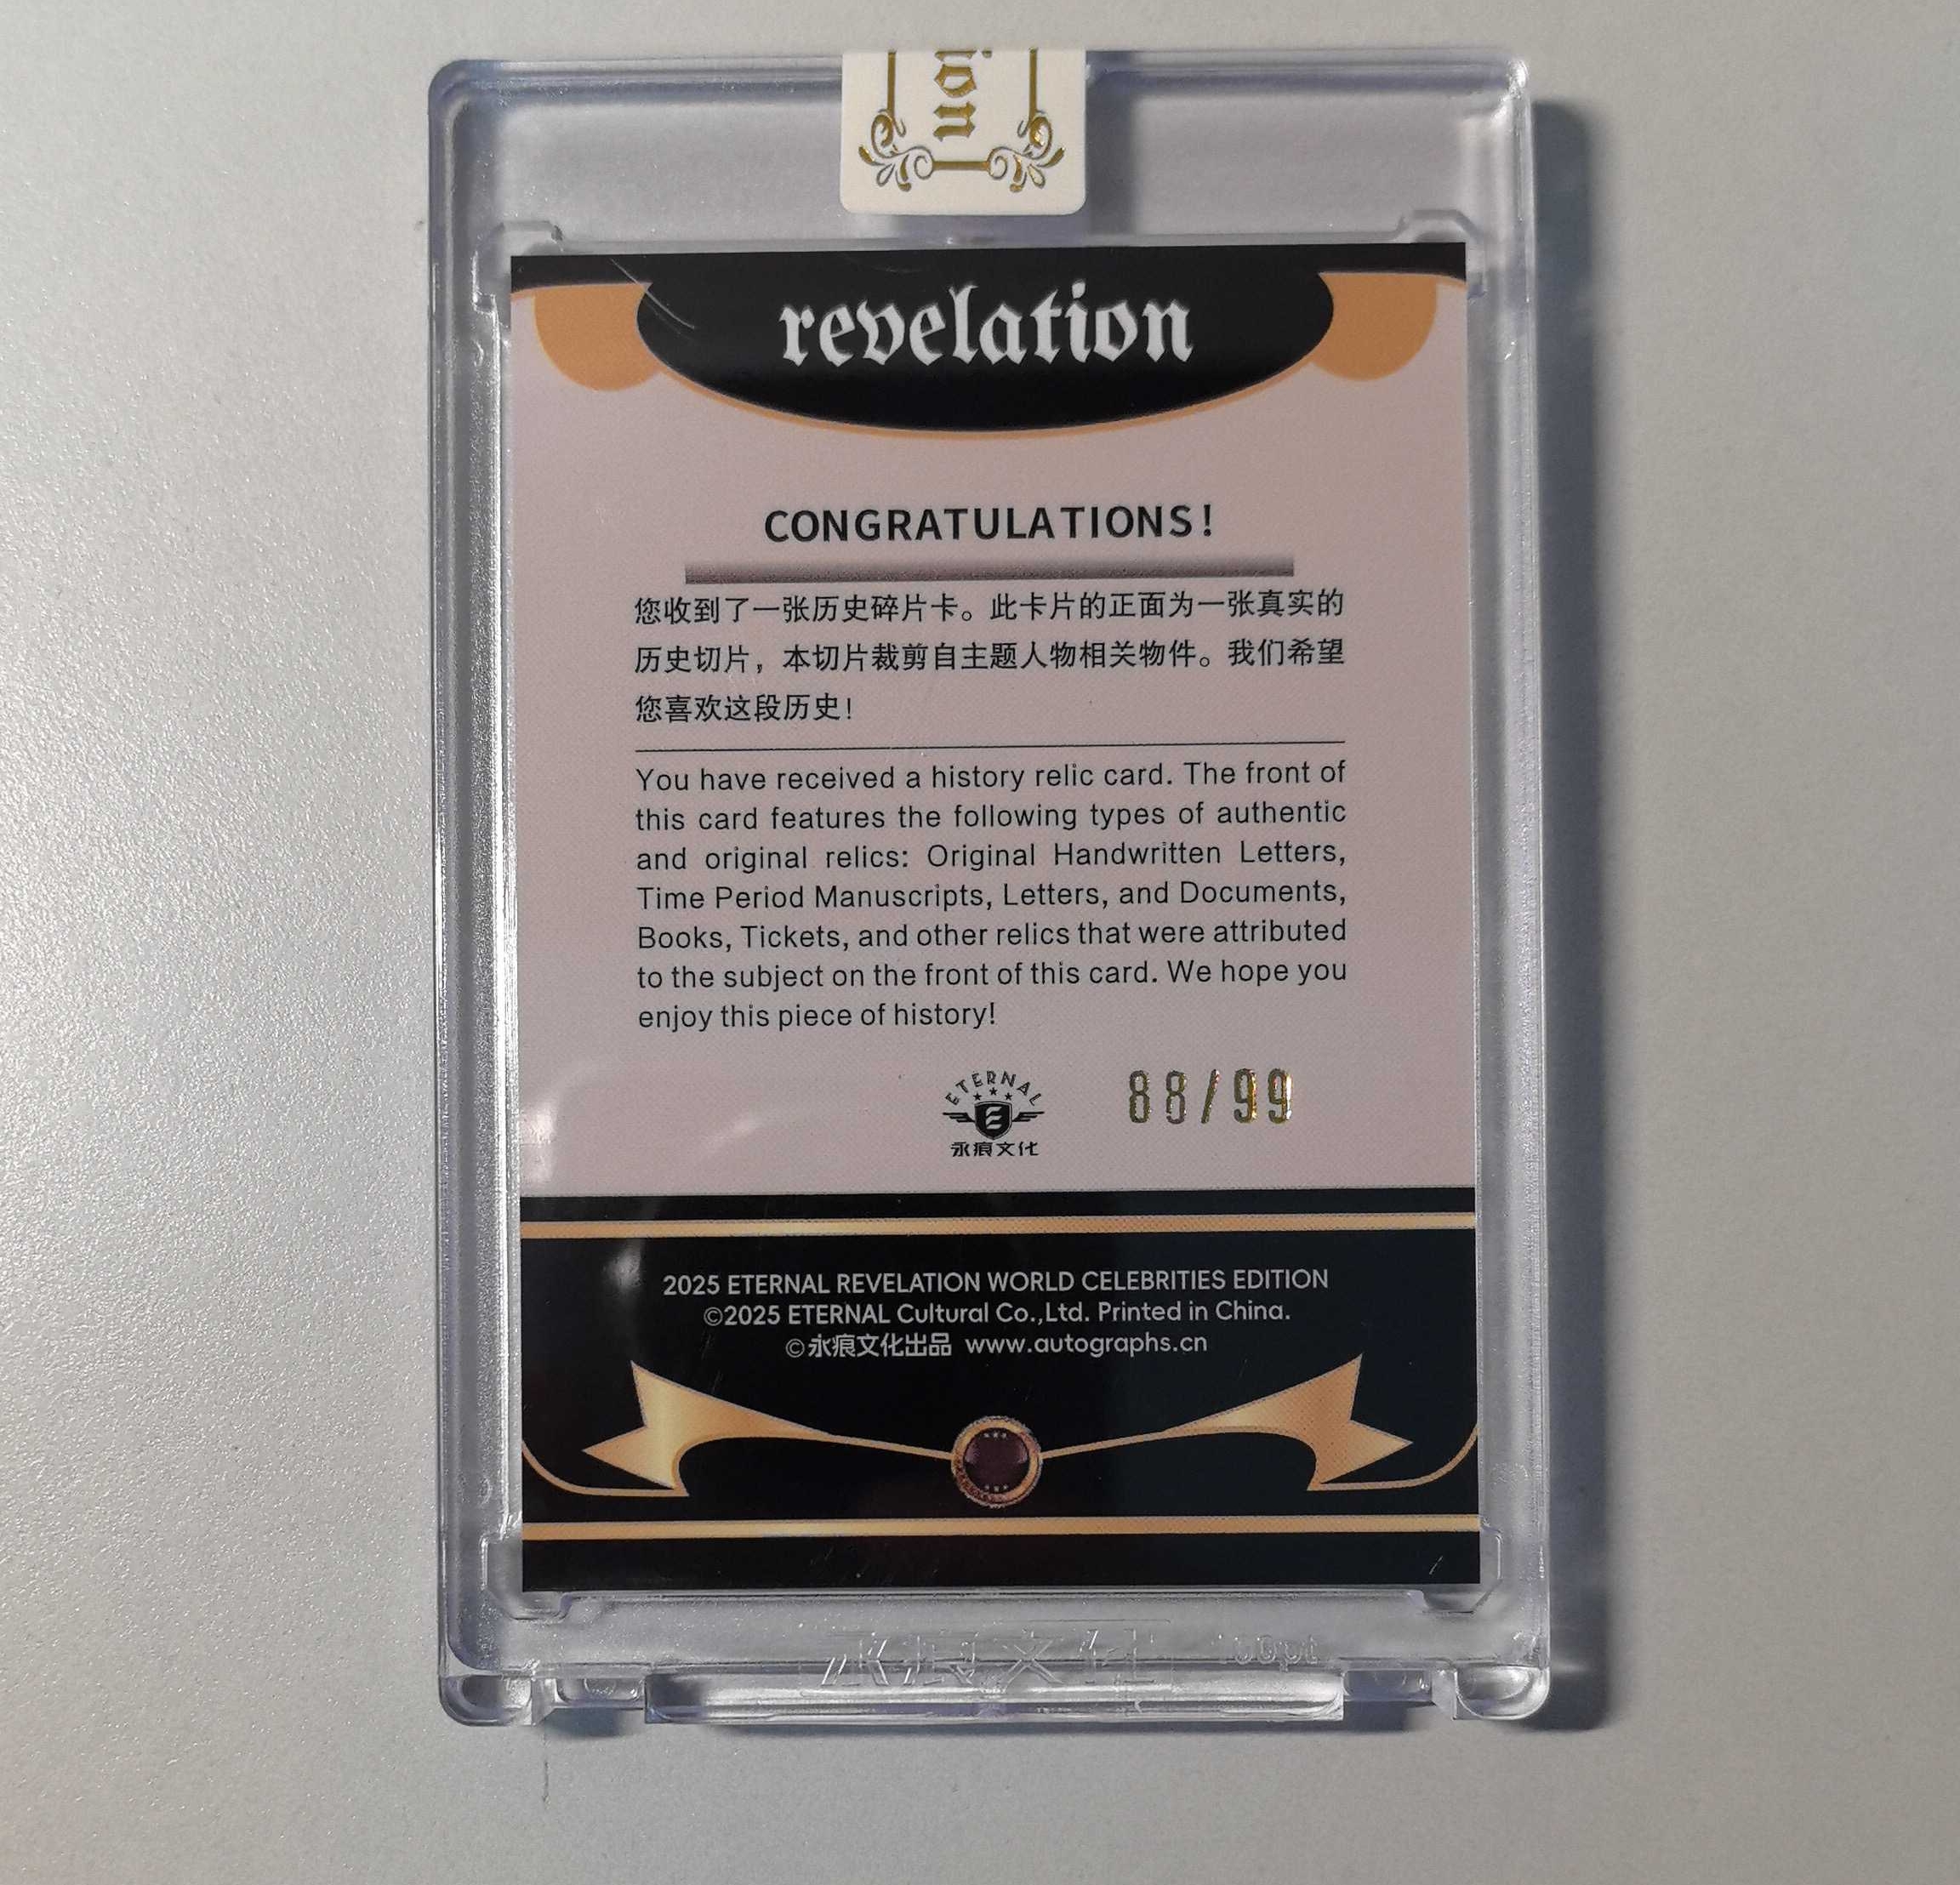 ion
revelation
CONGRATULATIONS!
您收到了一张历史碎片卡。此卡片的正面为一张真实的
历史切片，本切片裁剪自主题人物相关物件。我们希望
您喜欢这段历史！
You have received a history relic card. The front of
this card features the following types of authentic
and original relics: Original Handwritten Letters,
Time Period Manuscripts, Letters, and Documents,
Books, Tickets, and other relics that were attributed
to the subject on the front of this card. We hope you
enjoy this piece of history!
ETERNAL
E
永痕文化
88/99
2025 ETERNAL REVELATION WORLD CELEBRITIES EDITION
©2025 ETERNAL Cultural Co.,Ltd. Printed in China.
©永痕文化出品 www.autographs.cn
永痕文化 160pt